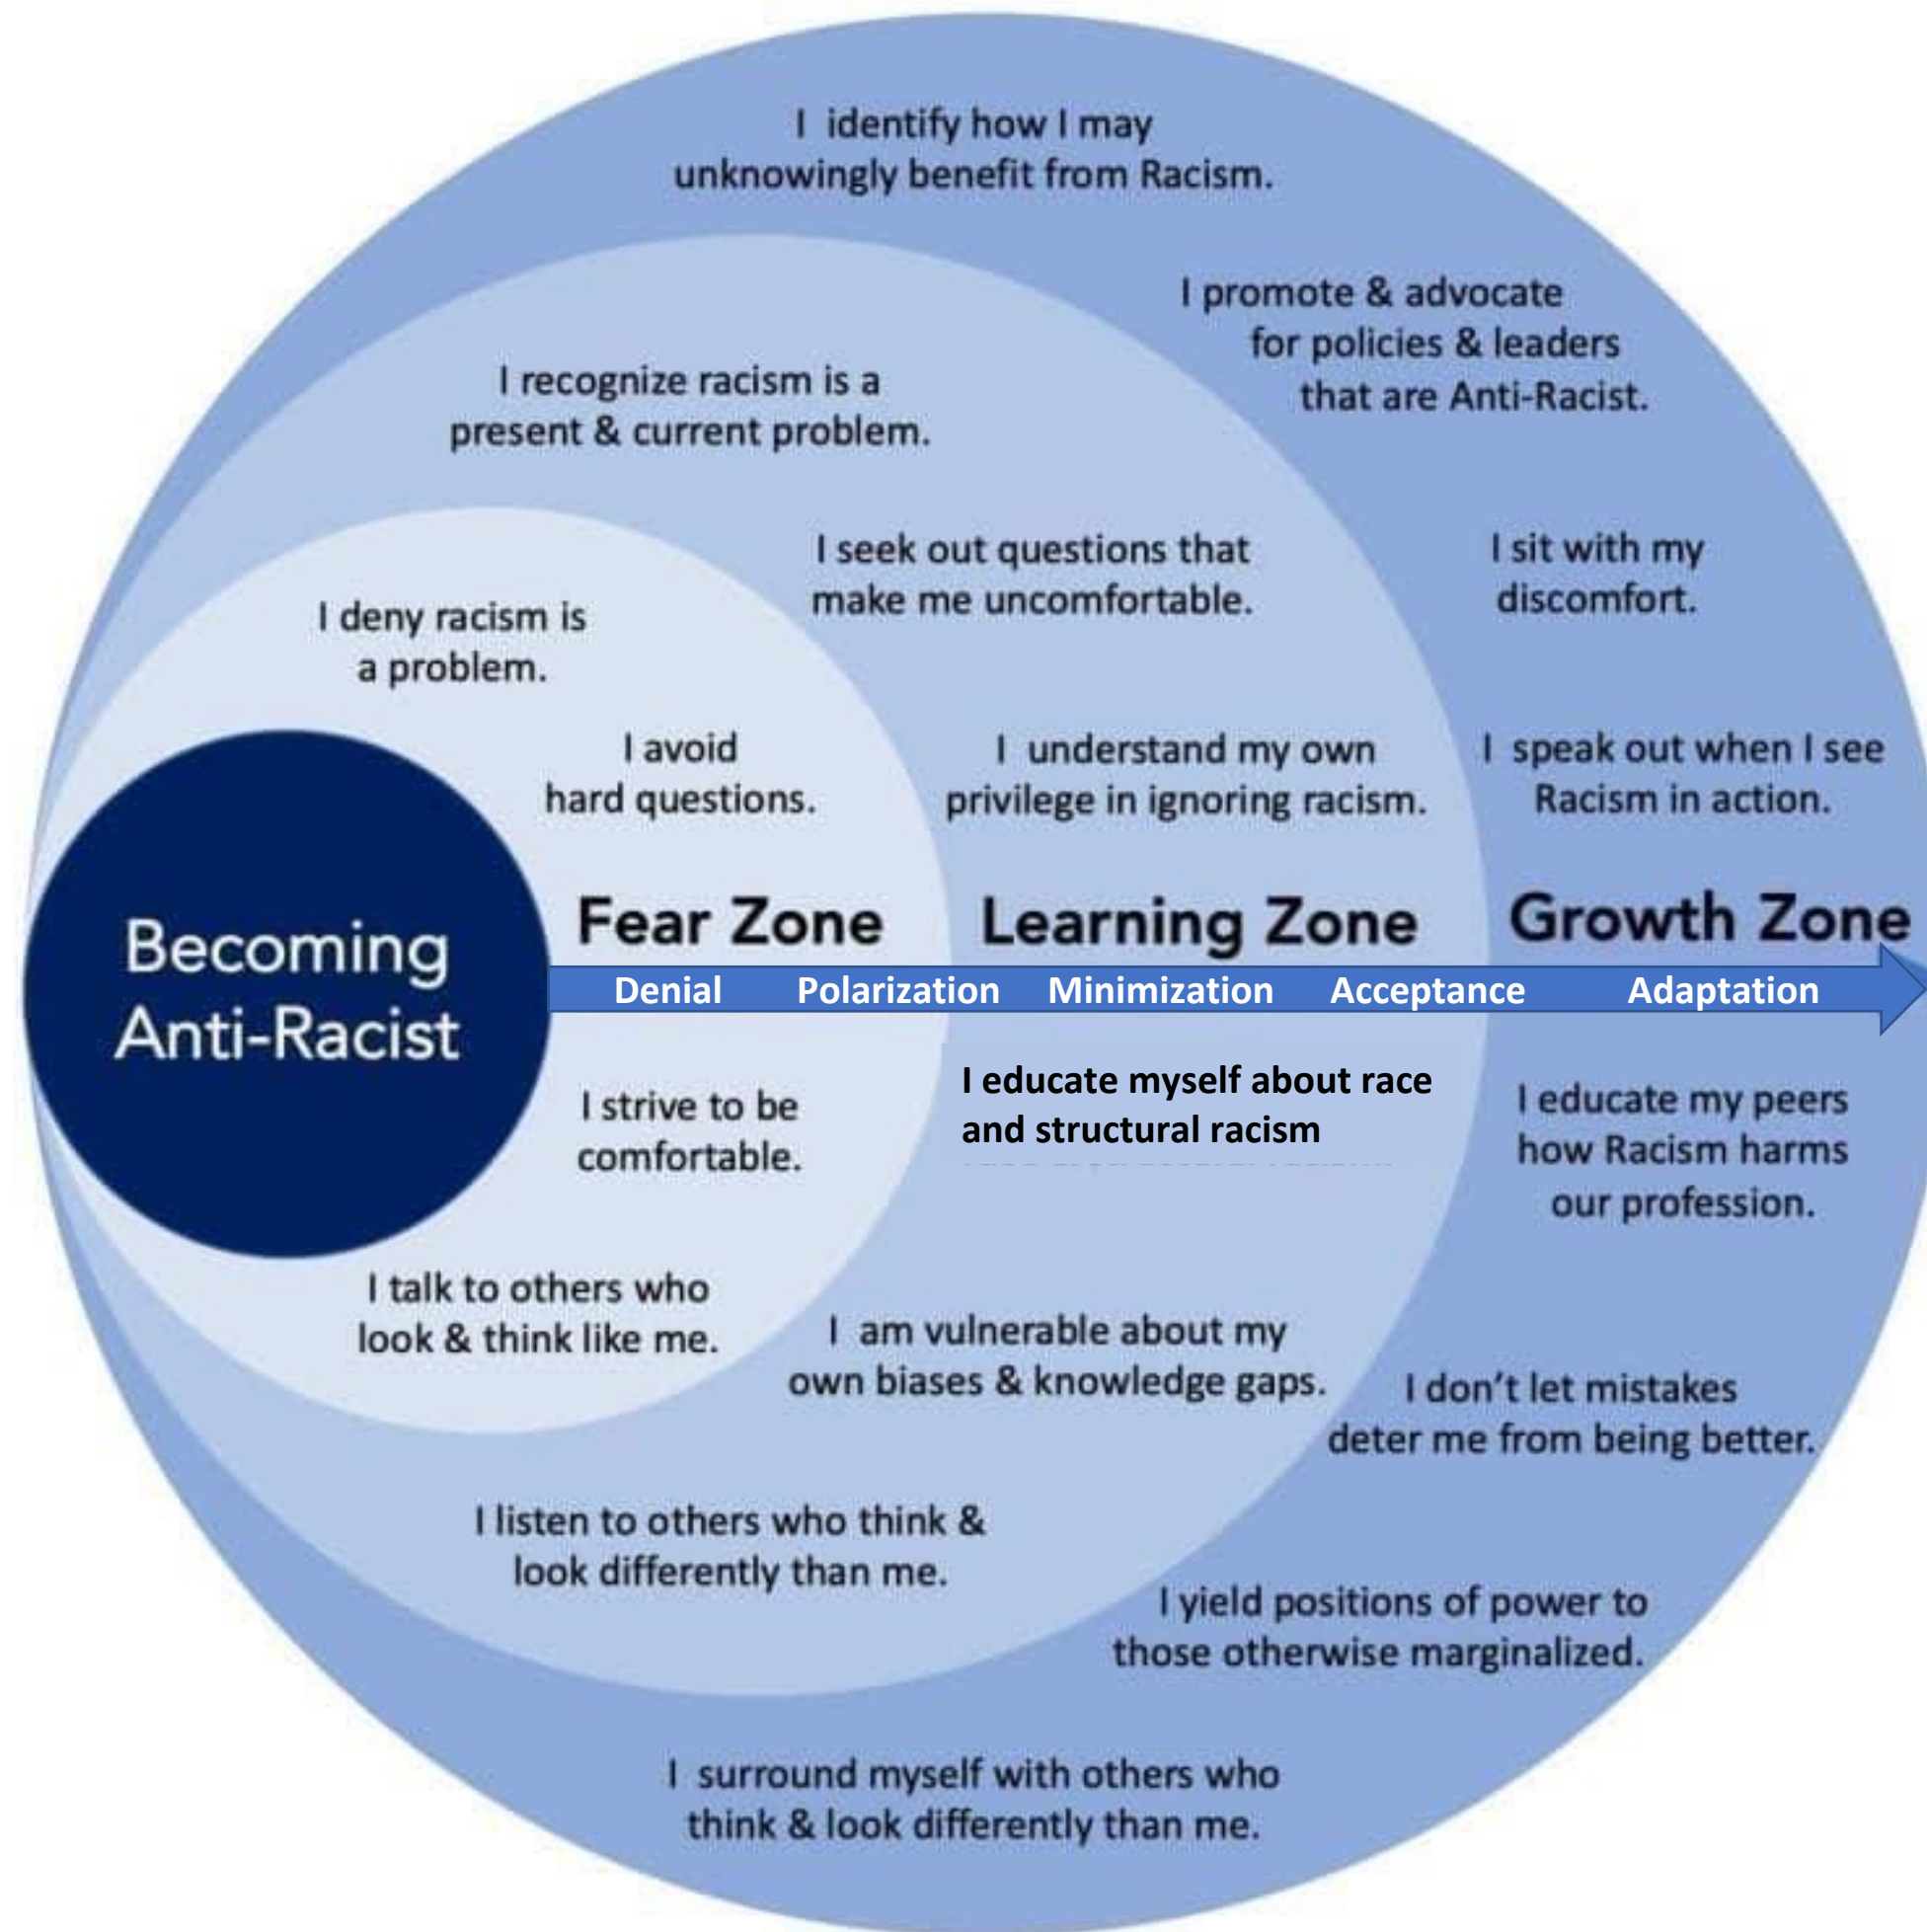 I identify how I may
unknowingly benefit from Racism.
I promote & advocate
for policies & leaders
that are Anti-Racist.
I recognize racism is a
present & current problem.
I seek out questions that
make me uncomfortable.
I sit with my
discomfort.
I deny racism is
a problem.
I avoid
hard questions.
I understand my own
privilege in ignoring racism.
I speak out when I see
Racism in action.
Becoming
Anti-Racist
Fear Zone
Learning Zone
Growth Zone
Denial Polarization Minimization Acceptance Adaptation
I strive to be
comfortable.
I educate myself about race
and structural racism
I educate my peers
how Racism harms
our profession.
I talk to others who
look & think like me.
I am vulnerable about my
own biases & knowledge gaps.
I don't let mistakes
deter me from being better.
I listen to others who think &
look differently than me.
I yield positions of power to
those otherwise marginalized.
I surround myself with others who
think & look differently than me.